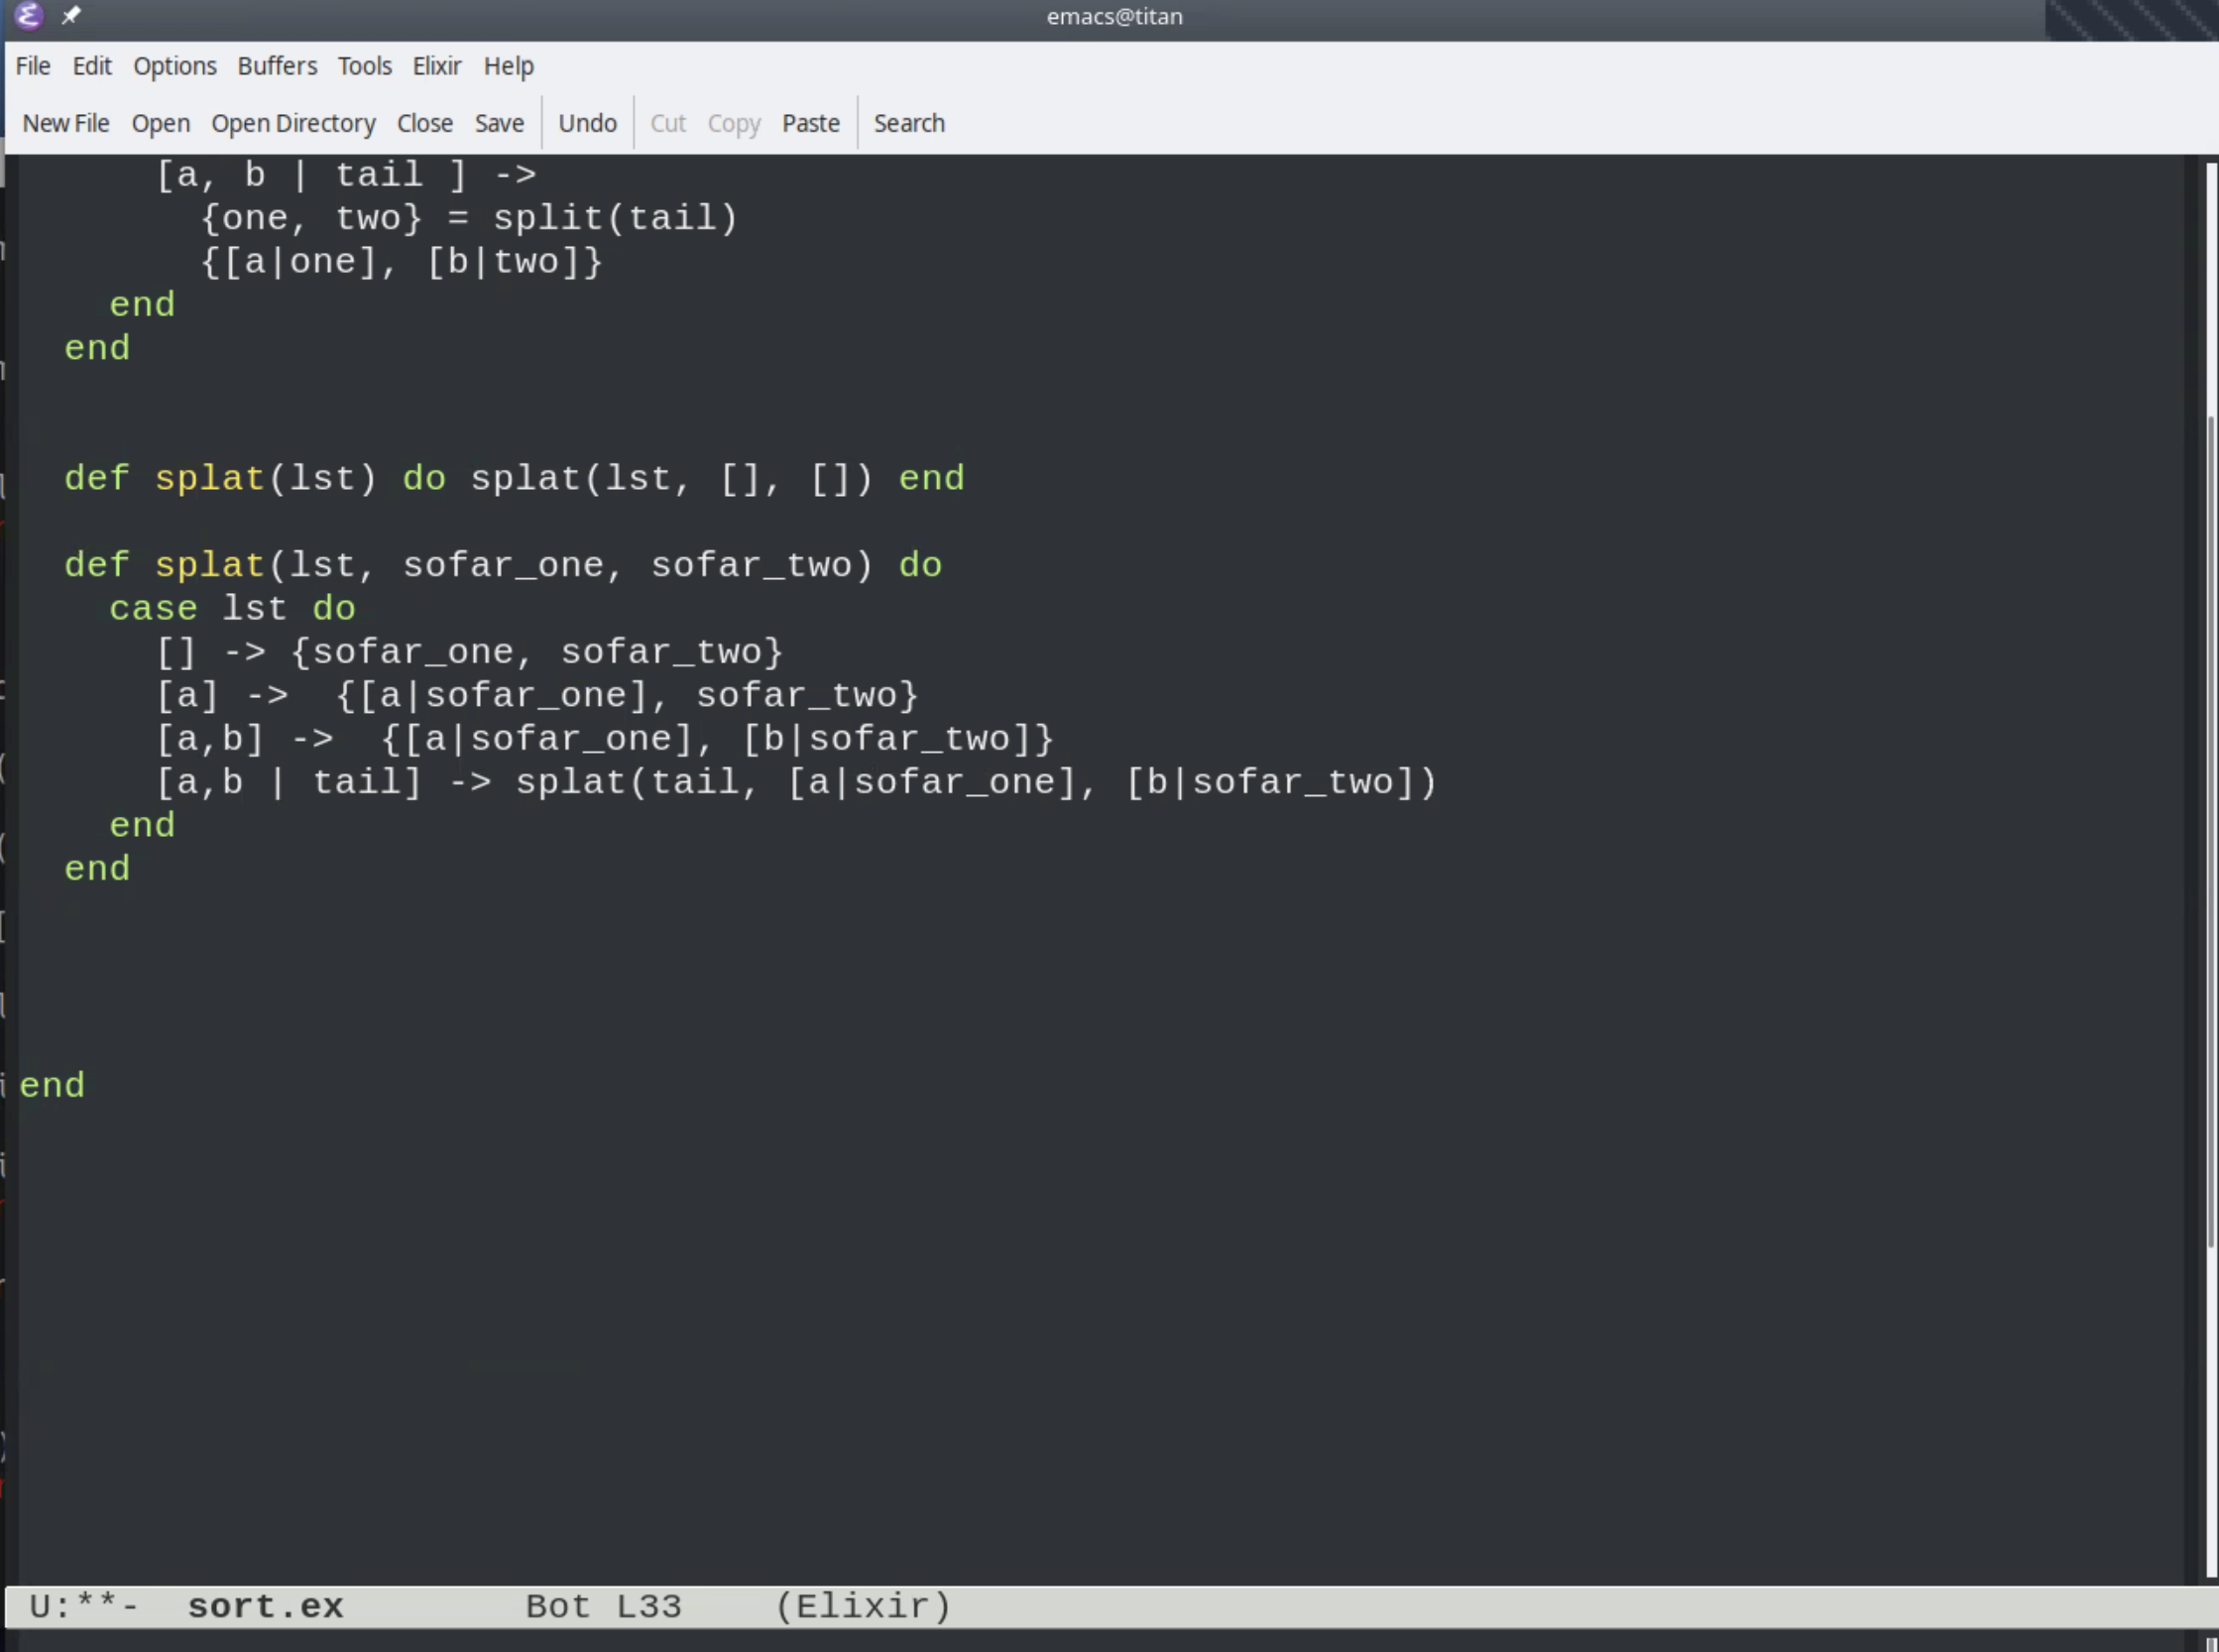 emacs@titan
File Edit Options Buffers Tools Elixir Help
New File Open Open Directory Close Save Undo Cut Copy Paste Search
      [a, b | tail ] ->
        {one, two} = split(tail)
        {[a|one], [b|two]}
    end
  end
  def splat(lst) do splat(lst, [], []) end
  def splat(lst, sofar_one, sofar_two) do
    case lst do
      [] -> {sofar_one, sofar_two}
      [a] ->  {[a|sofar_one], sofar_two}
      [a,b] ->  {[a|sofar_one], [b|sofar_two]}
      [a,b | tail] -> splat(tail, [a|sofar_one], [b|sofar_two])
    end
  end
end
U:**-  sort.ex        Bot L33    (Elixir)